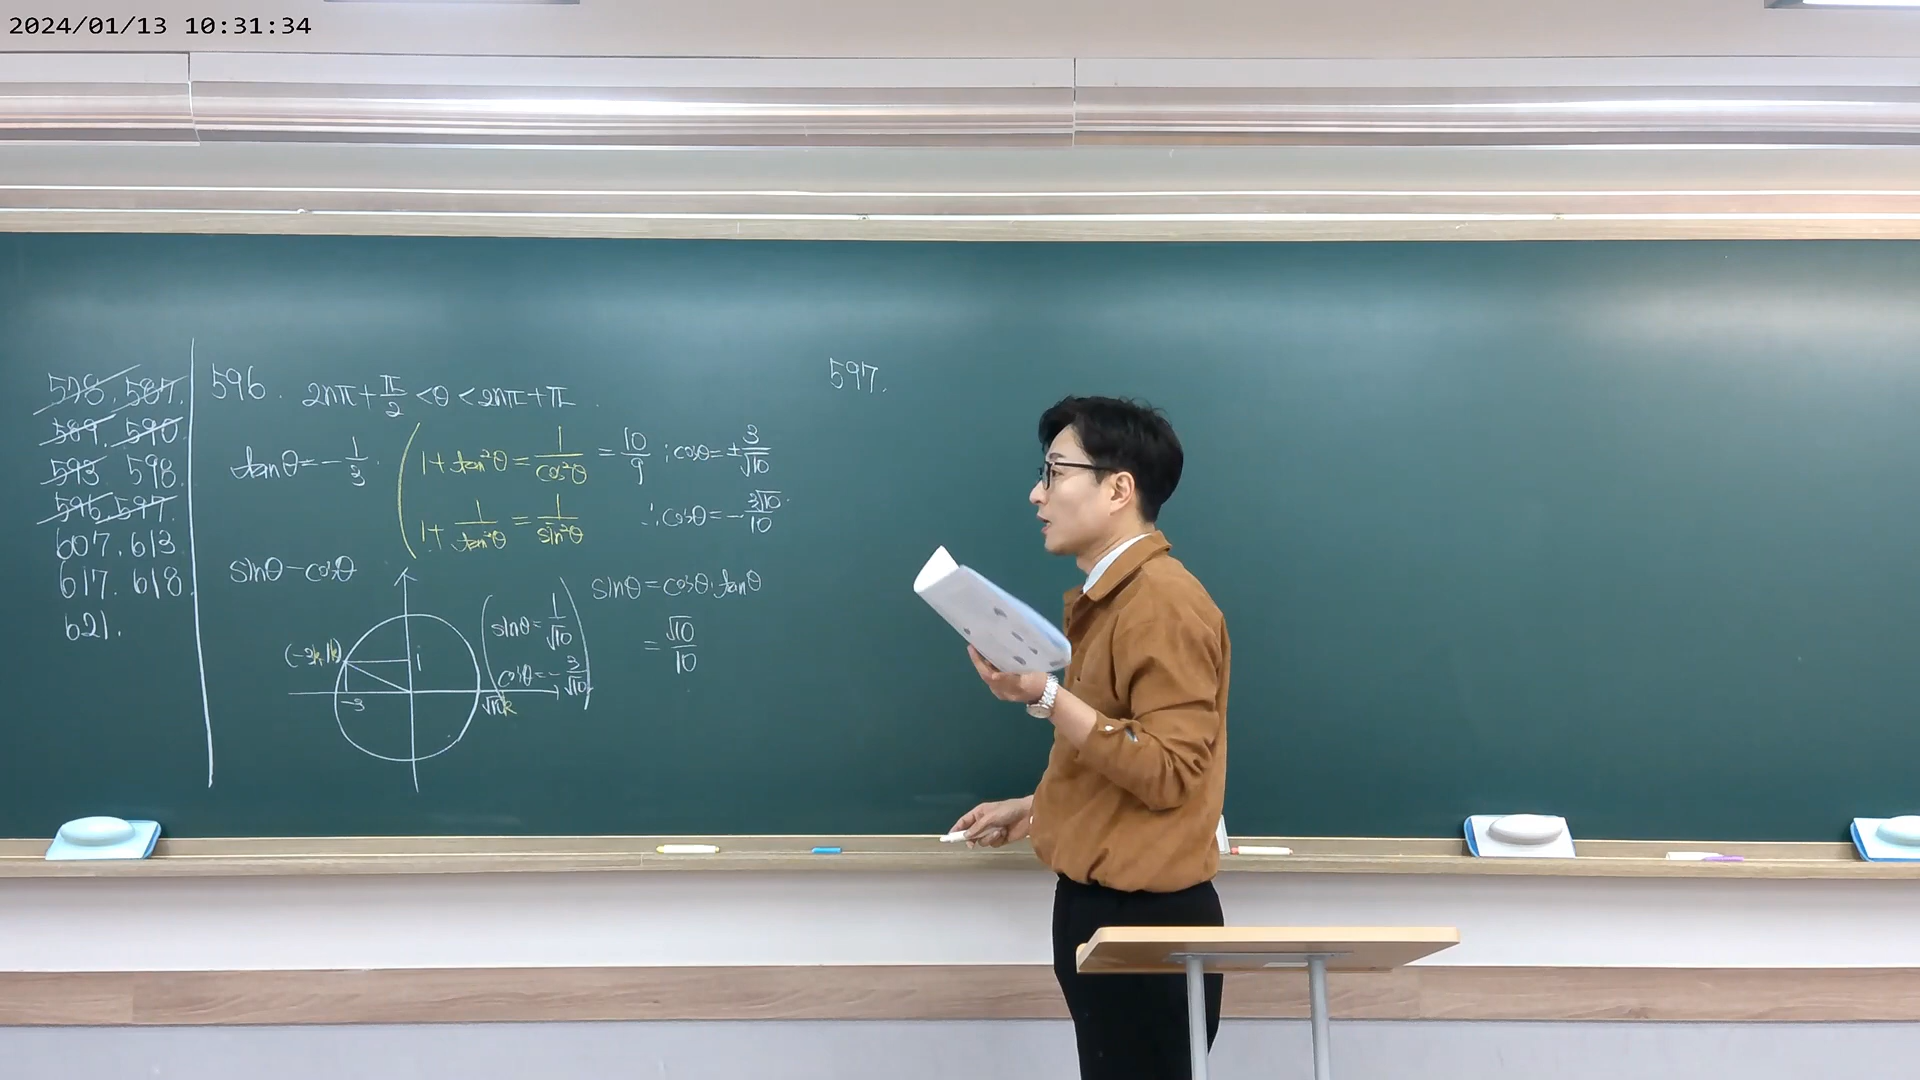 2024/01/13 10:31:34
578. 587.
589. 590.
593. 598.
596. 597.
607. 613.
617. 618.
621.
596. 2nπ+π/2 <θ< 2nπ+π.
tanθ=-1/3.
1+tan²θ=1/cos²θ =10/9 ; cosθ=±3/√10
1+1/tan²θ=1/sin²θ
∴cosθ=-3√10/10.
sinθ-cosθ
sinθ=1/√10
cosθ=-3/√10
1
-3
√10k
sinθ=cosθ·tanθ
=√10/10
597.